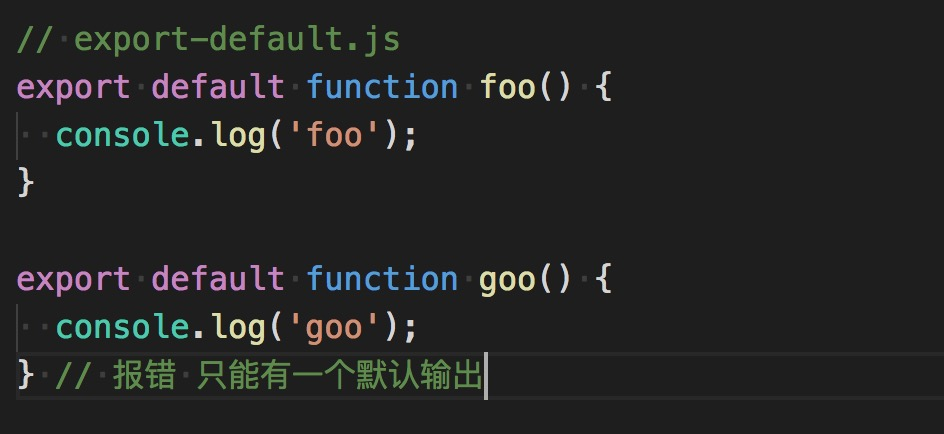 // export-default.js
export default function foo() {
  console.log('foo');
}
export default function goo() {
  console.log('goo');
} // 报错 只能有一个默认输出